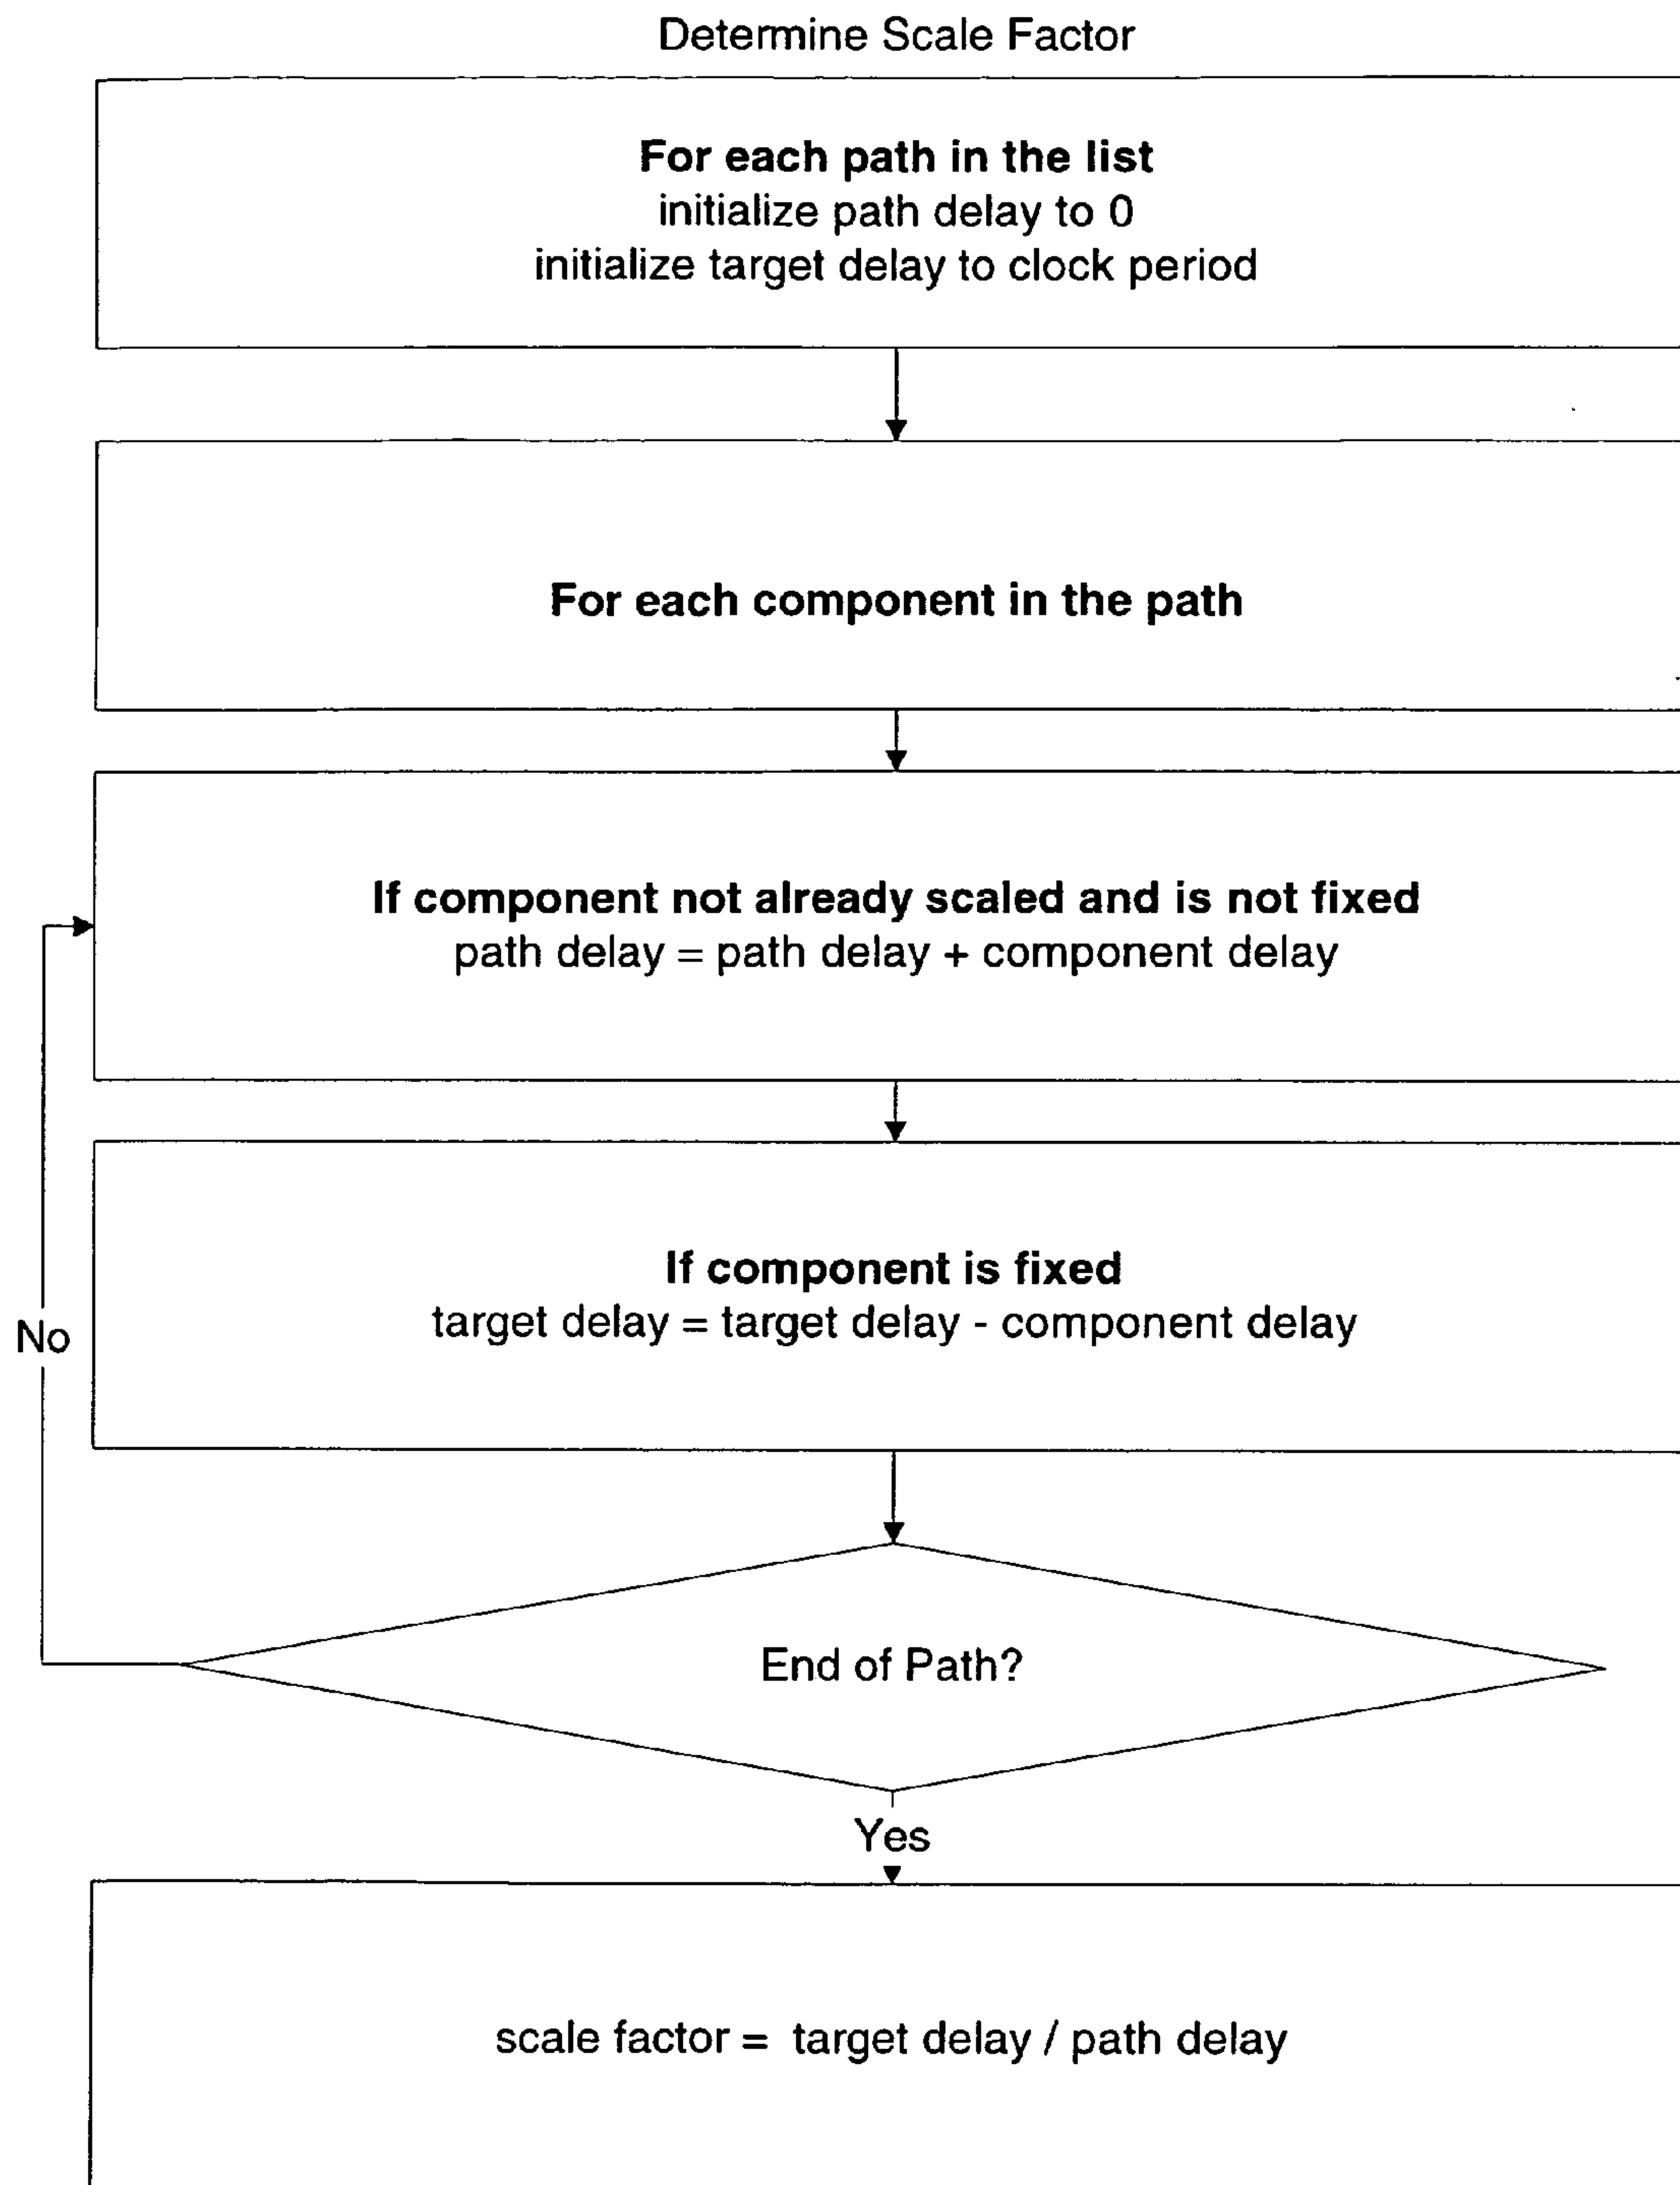 Determine Scale Factor
For each path in the list
initialize path delay to 0
initialize target delay to clock period
For each component in the path
If component not already scaled and is not fixed
path delay = path delay + component delay
If component is fixed
target delay = target delay - component delay
No
End of Path?
Yes
scale factor = target delay / path delay